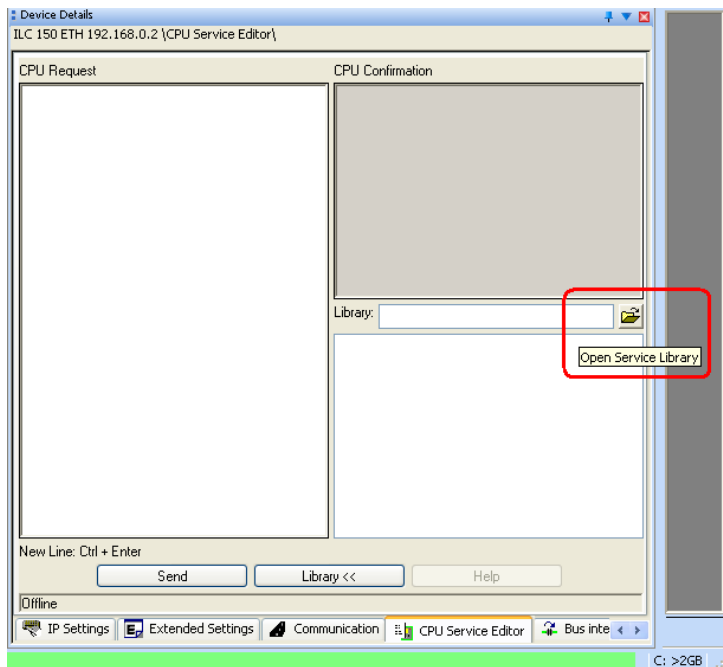 Device Details
ILC 150 ETH 192.168.0.2 \CPU Service Editor\
CPU Request
CPU Confirmation
Library:
Open Service Library
New Line: Ctrl + Enter
Send
Library <<
Help
Offline
IP Settings
Extended Settings
Communication
CPU Service Editor
Bus inte
C: >2GB